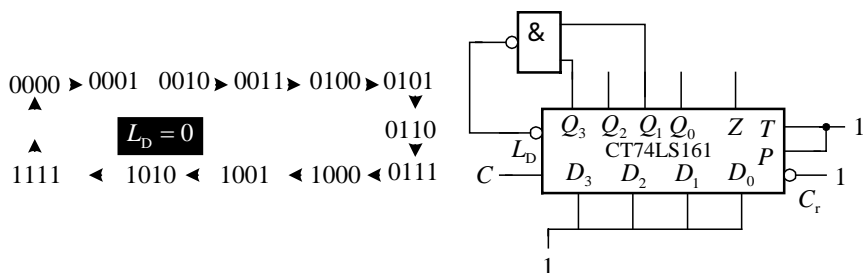 0000 0001 0010 0011 0100 0101
0110
L_D = 0
1111 1010 1001 1000 0111
&
Q₃ Q₂ Q₁ Q₀ Z T 1
L_D CT74LS161 P
C D₃ D₂ D₁ D₀ 1
C_r
1